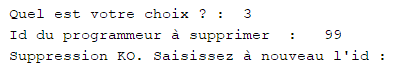 Quel est votre choix ? :  3
Id du programmeur à supprimer  :   99
Suppression KO. Saisissez à nouveau l'id :